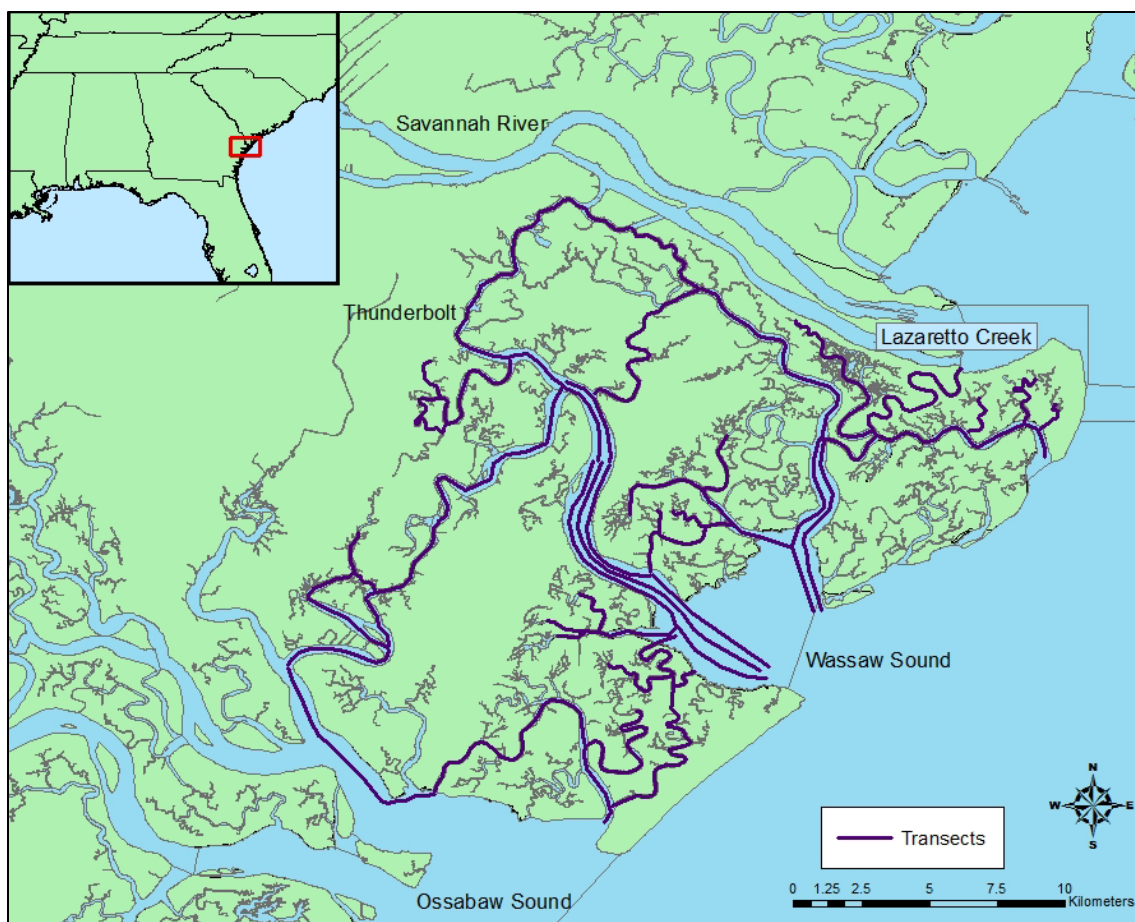 Savannah River
Thunderbolt
Lazaretto Creek
Wassaw Sound
Ossabaw Sound
N
W E
S
Transects
0 1.25 2.5 5 7.5 10
Kilometers